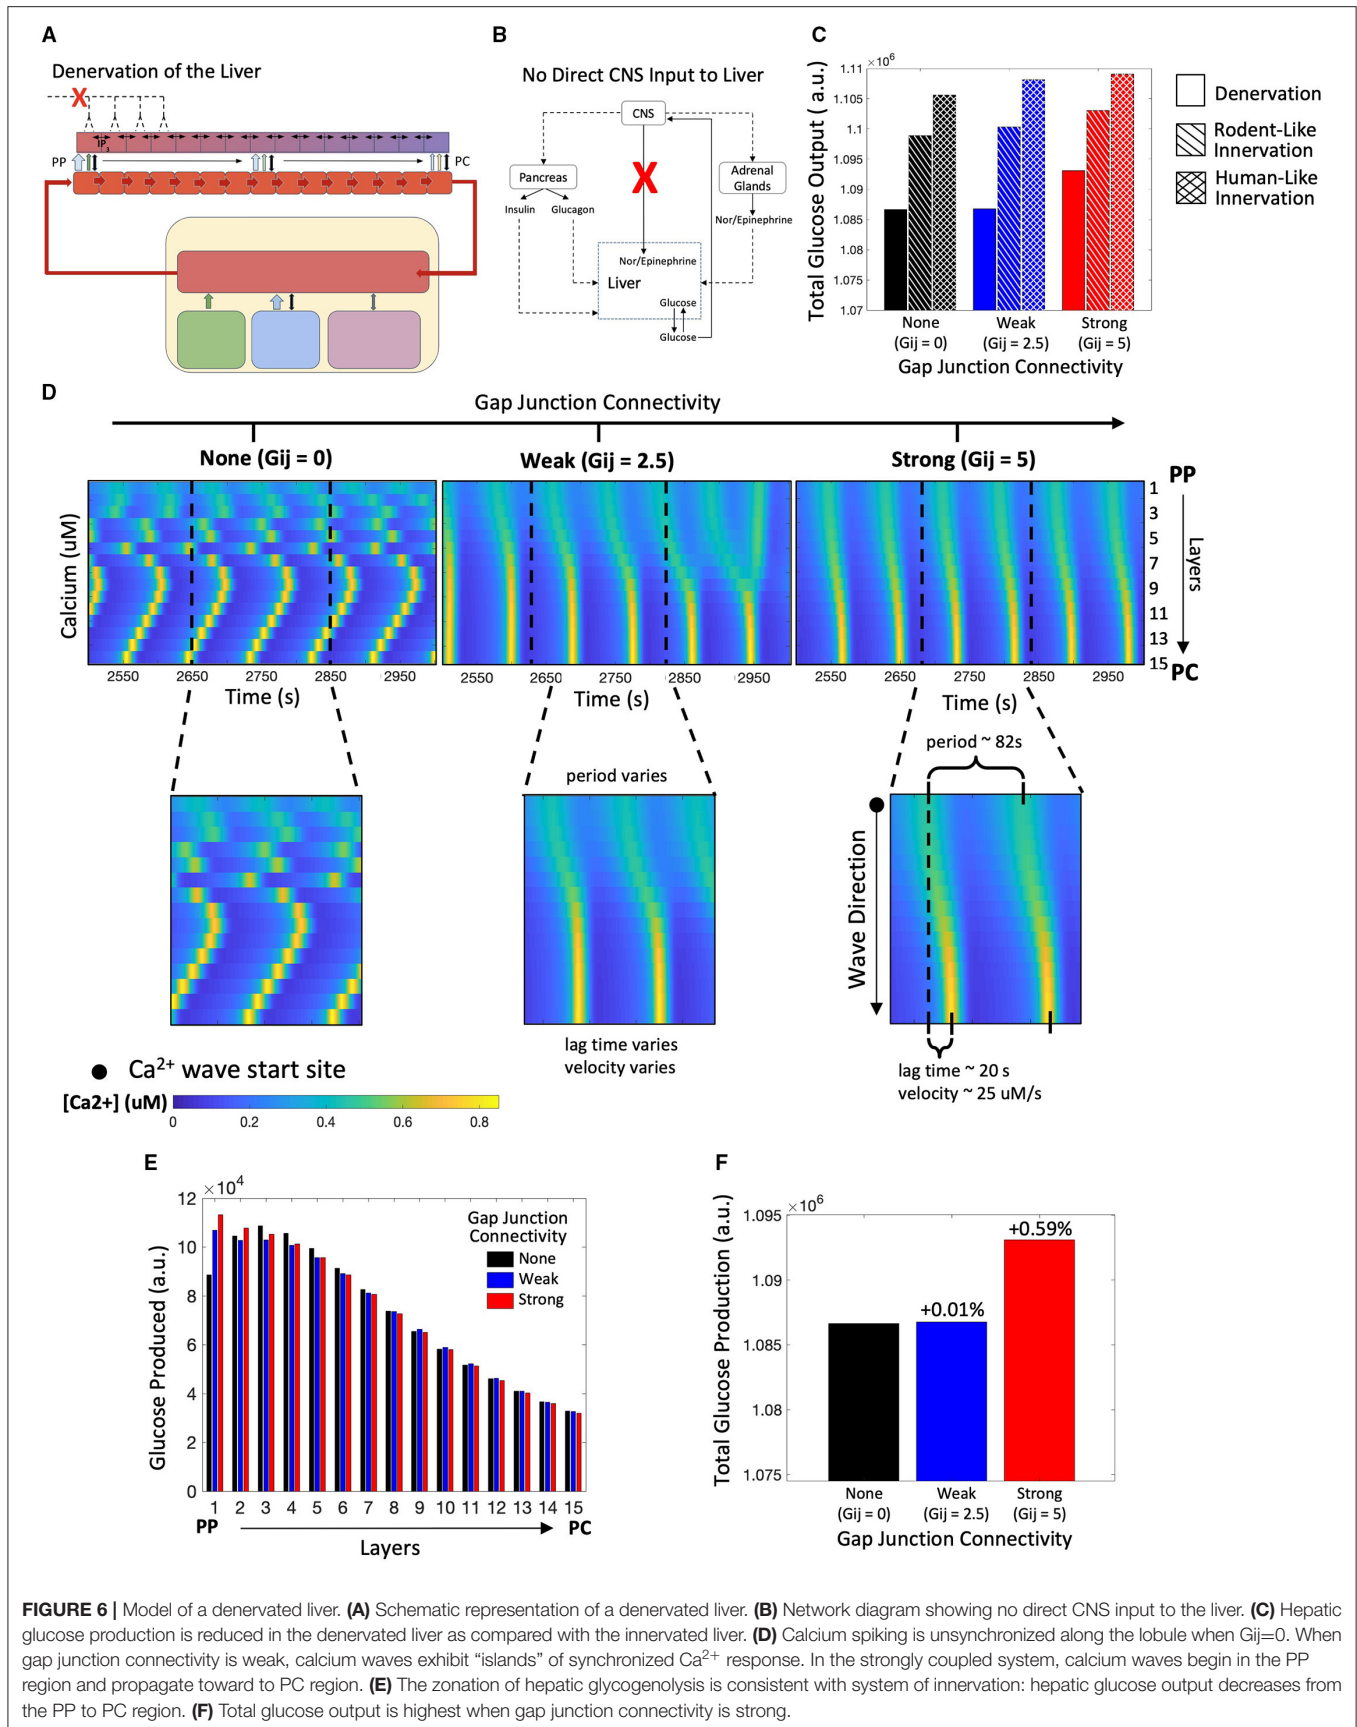 A
Denervation of the Liver
X
IP3
PP
PC
B
No Direct CNS Input to Liver
CNS
Pancreas
Adrenal
Glands
Insulin
Glucagon
Nor/Epinephrine
Nor/Epinephrine
Liver
Glucose
Glucose
C
×10⁶
Total Glucose Output ( a.u.)
1.11
1.105
1.1
1.095
1.09
1.085
1.08
1.075
1.07
None
(Gij = 0)
Weak
(Gij = 2.5)
Strong
(Gij = 5)
Gap Junction Connectivity
Denervation
Rodent-Like
Innervation
Human-Like
Innervation
D
Gap Junction Connectivity
None (Gij = 0)
Weak (Gij = 2.5)
Strong (Gij = 5)
Calcium (uM)
PP
1
3
5
7
9
11
13
15
PC
Layers
2550 2650 2750 2850 2950
Time (s)
2550 2650 2750 2850 2950
Time (s)
2550 2650 2750 2850 2950
Time (s)
period varies
lag time varies
velocity varies
period ~ 82s
Wave Direction
lag time ~ 20 s
velocity ~ 25 uM/s
Ca²⁺ wave start site
[Ca2+] (uM)
0 0.2 0.4 0.6 0.8
E
×10⁴
Glucose Produced (a.u.)
12
10
8
6
4
2
0
Gap Junction
Connectivity
None
Weak
Strong
1 2 3 4 5 6 7 8 9 10 11 12 13 14 15
PP
PC
Layers
F
×10⁶
Total Glucose Production (a.u.)
1.095
1.09
1.085
1.08
1.075
+0.01%
+0.59%
None
(Gij = 0)
Weak
(Gij = 2.5)
Strong
(Gij = 5)
Gap Junction Connectivity
FIGURE 6 | Model of a denervated liver. (A) Schematic representation of a denervated liver. (B) Network diagram showing no direct CNS input to the liver. (C) Hepatic
glucose production is reduced in the denervated liver as compared with the innervated liver. (D) Calcium spiking is unsynchronized along the lobule when Gij=0. When
gap junction connectivity is weak, calcium waves exhibit “islands” of synchronized Ca²⁺ response. In the strongly coupled system, calcium waves begin in the PP
region and propagate toward to PC region. (E) The zonation of hepatic glycogenolysis is consistent with system of innervation: hepatic glucose output decreases from
the PP to PC region. (F) Total glucose output is highest when gap junction connectivity is strong.